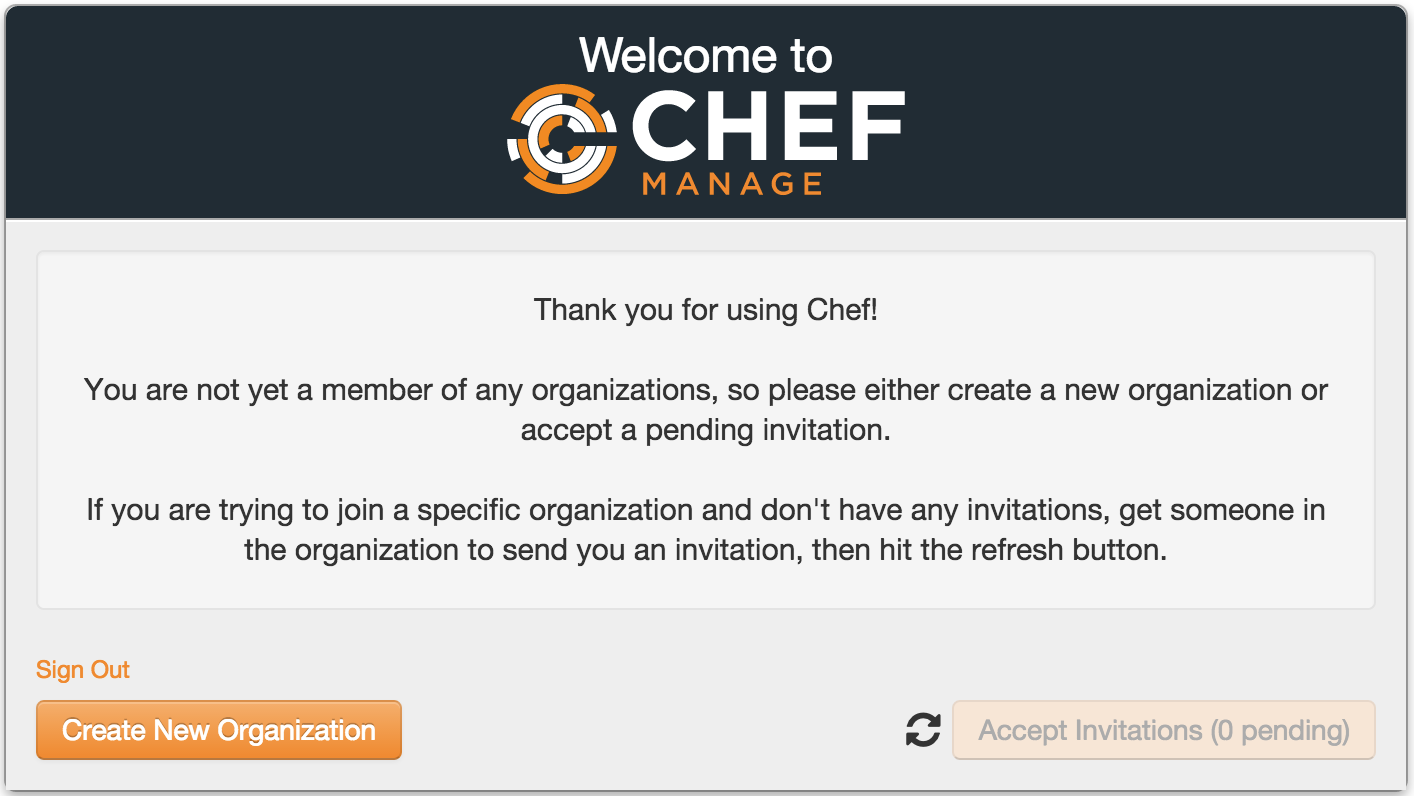 Welcome to
CHEF
MANAGE
Thank you for using Chef!
You are not yet a member of any organizations, so please either create a new organization or
accept a pending invitation.
If you are trying to join a specific organization and don't have any invitations, get someone in
the organization to send you an invitation, then hit the refresh button.
Sign Out
Create New Organization
Accept Invitations (0 pending)